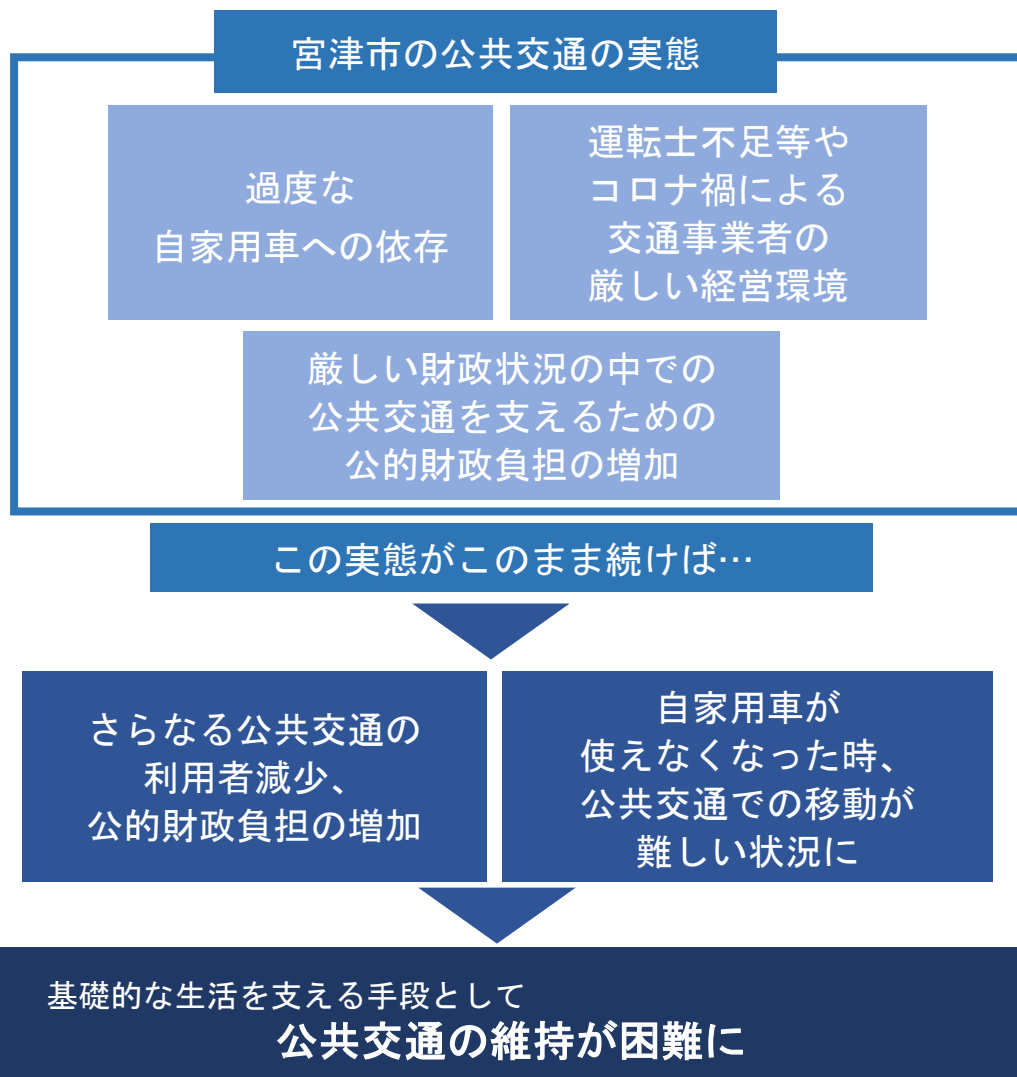 宮津市の公共交通の実態
過度な
自家用車への依存
運転士不足等や
コロナ禍による
交通事業者の
厳しい経営環境
厳しい財政状況の中での
公共交通を支えるための
公的財政負担の増加
この実態がこのまま続けば…
さらなる公共交通の
利用者減少、
公的財政負担の増加
自家用車が
使えなくなった時、
公共交通での移動が
難しい状況に
基礎的な生活を支える手段として
公共交通の維持が困難に